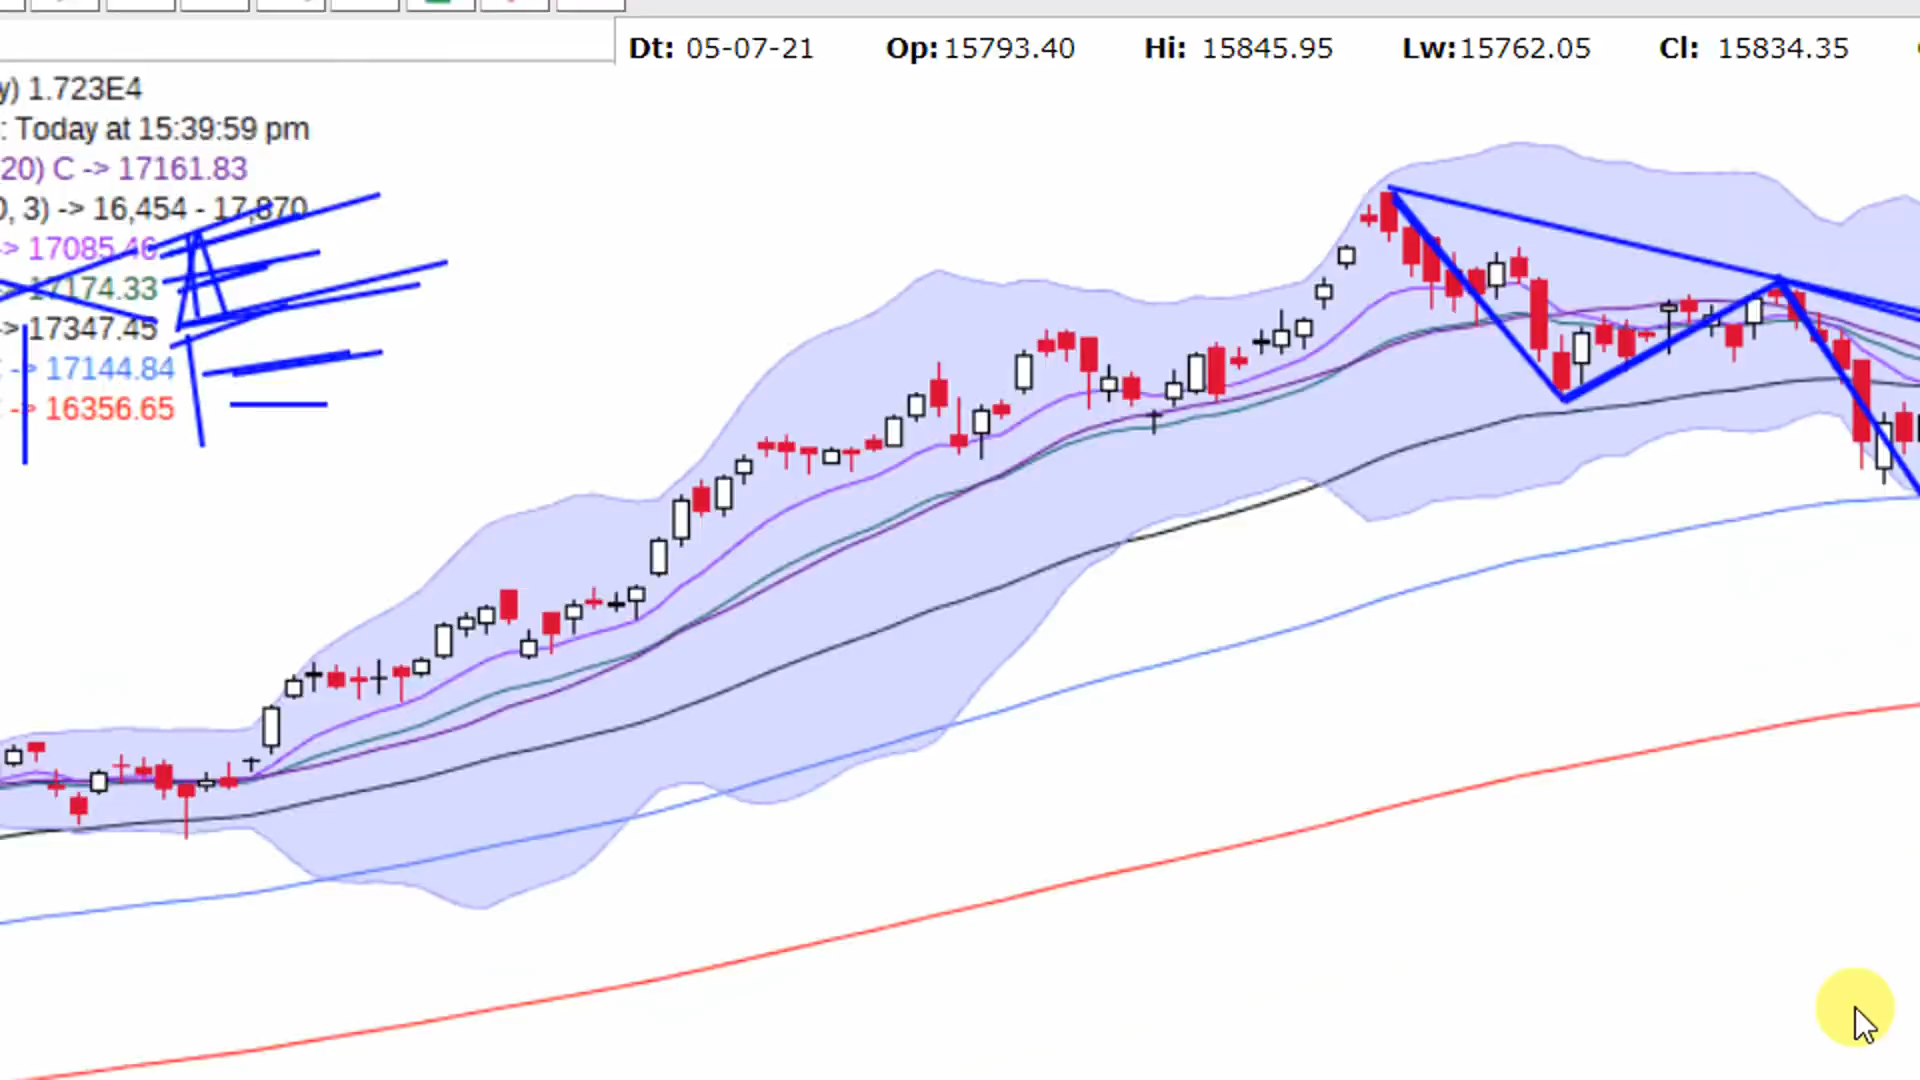 Dt: 05-07-21 Op: 15793.40 Hi: 15845.95 Lw: 15762.05 Cl: 15834.35
y) 1.723E4
: Today at 15:39:59 pm
20) C -> 17161.83
0, 3) -> 16,454 - 17,870
-> 17085.46
-> 17174.33
-> 17347.45
C -> 17144.84
C -> 16356.65